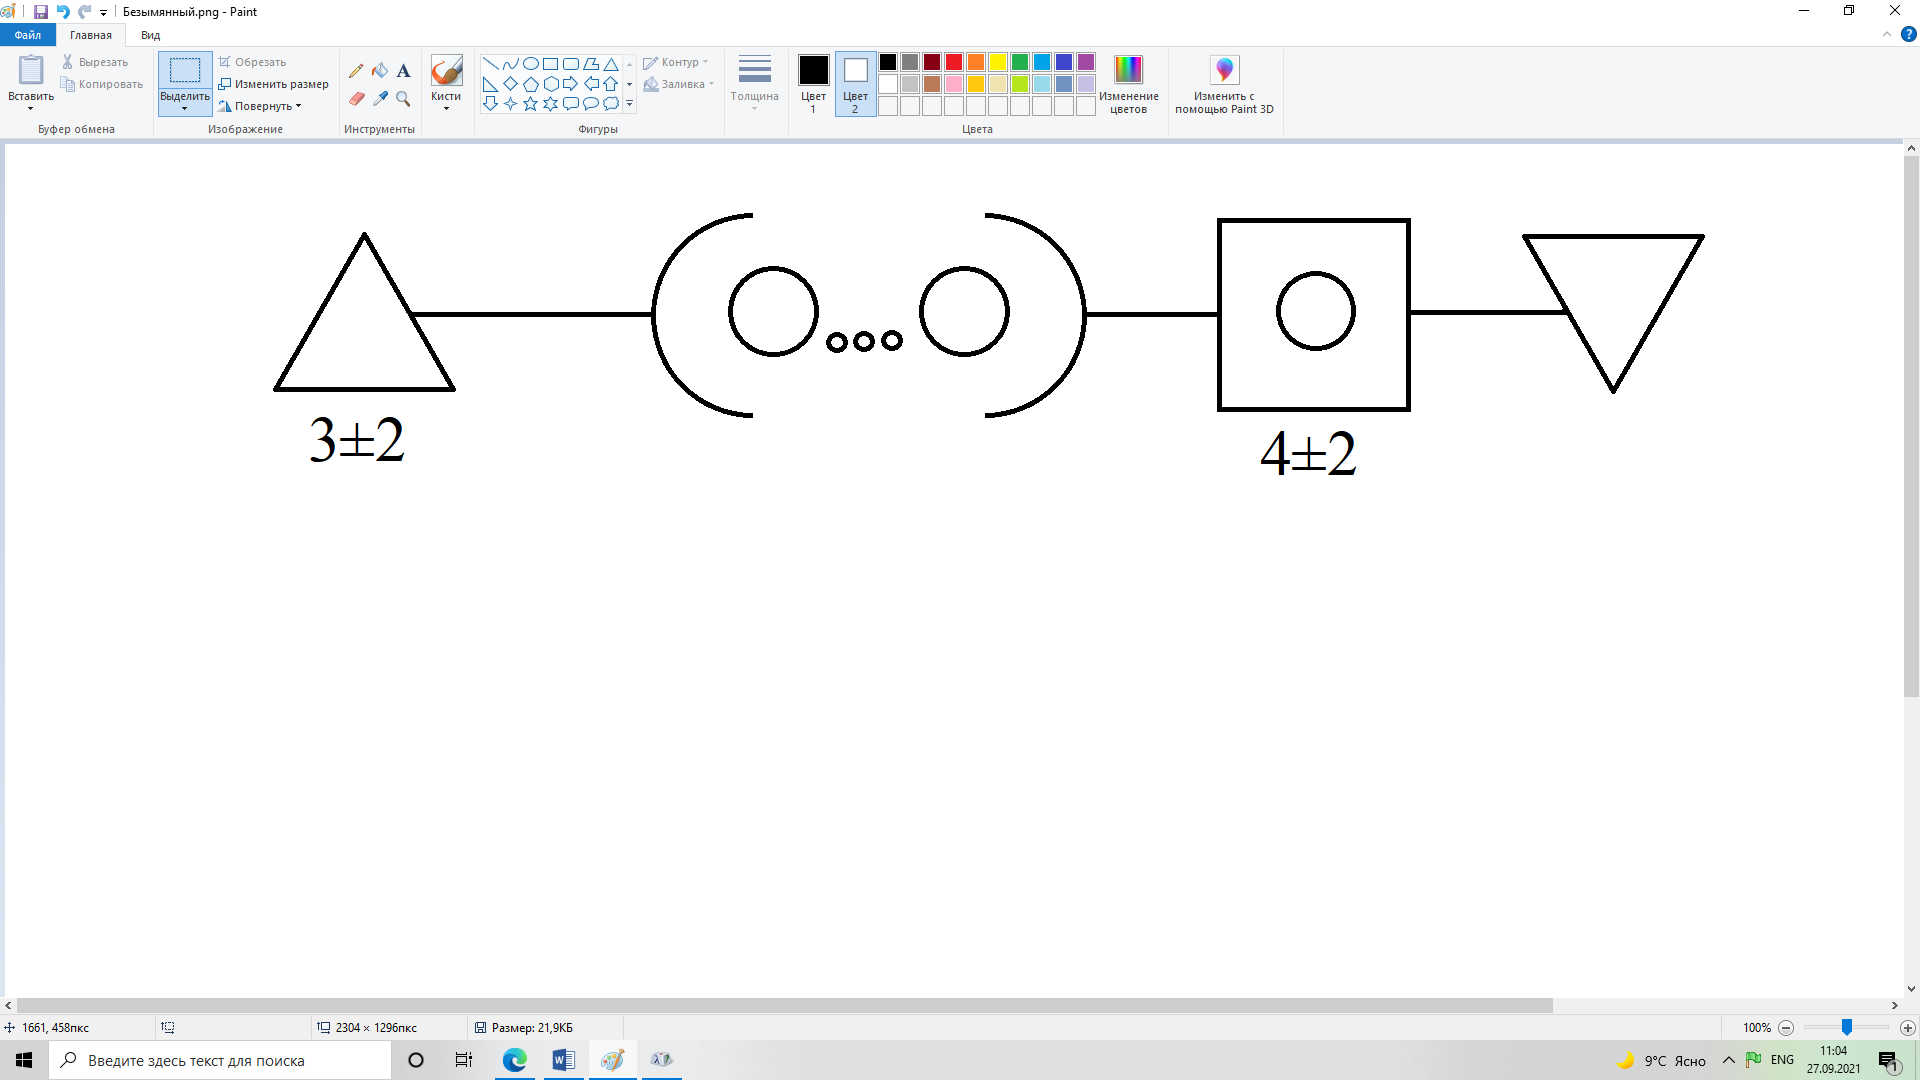 Безымянный.png - Paint
Файл Главная Вид
Вставить
Вырезать
Копировать
Буфер обмена
Выделить
Обрезать
Изменить размер
Повернуть
Изображение
A
Инструменты
Кисти
Фигуры
Контур
Заливка
Толщина
Цвет 1
Цвет 2
Изменение цветов
Цвета
Изменить с помощью Paint 3D
3±2
4±2
1661, 458пкс
2304 × 1296пкс
Размер: 21,9КБ
100%
Введите здесь текст для поиска
9°C Ясно
ENG
11:04
27.09.2021
1